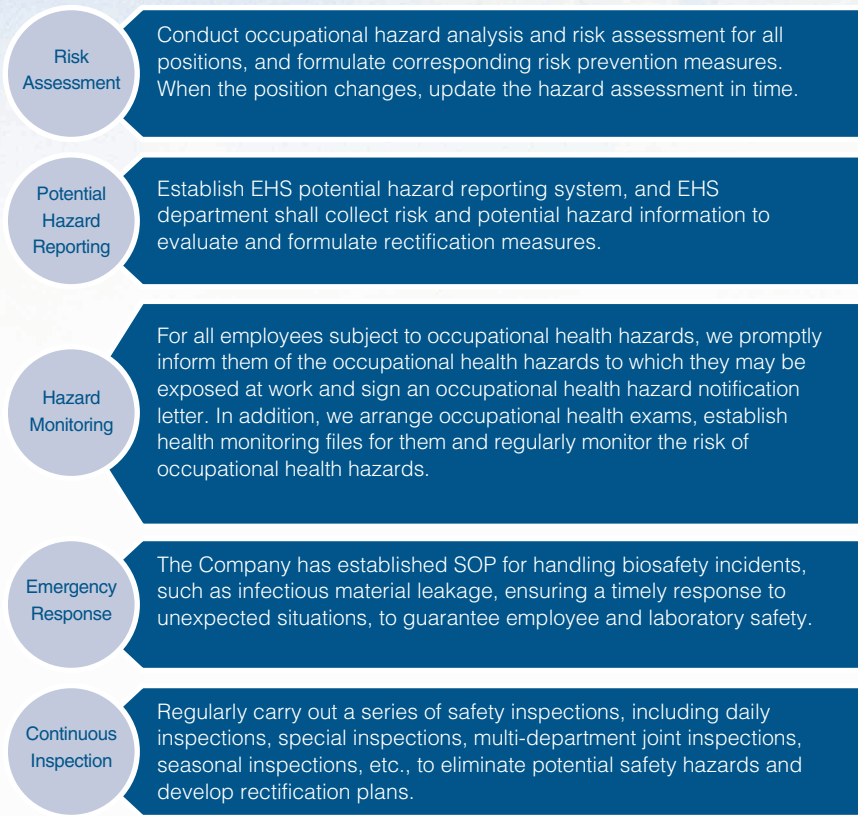 Risk
Assessment
Conduct occupational hazard analysis and risk assessment for all
positions, and formulate corresponding risk prevention measures.
When the position changes, update the hazard assessment in time.
Potential
Hazard
Reporting
Establish EHS potential hazard reporting system, and EHS
department shall collect risk and potential hazard information to
evaluate and formulate rectification measures.
Hazard
Monitoring
For all employees subject to occupational health hazards, we promptly
inform them of the occupational health hazards to which they may be
exposed at work and sign an occupational health hazard notification
letter. In addition, we arrange occupational health exams, establish
health monitoring files for them and regularly monitor the risk of
occupational health hazards.
Emergency
Response
The Company has established SOP for handling biosafety incidents,
such as infectious material leakage, ensuring a timely response to
unexpected situations, to guarantee employee and laboratory safety.
Continuous
Inspection
Regularly carry out a series of safety inspections, including daily
inspections, special inspections, multi-department joint inspections,
seasonal inspections, etc., to eliminate potential safety hazards and
develop rectification plans.